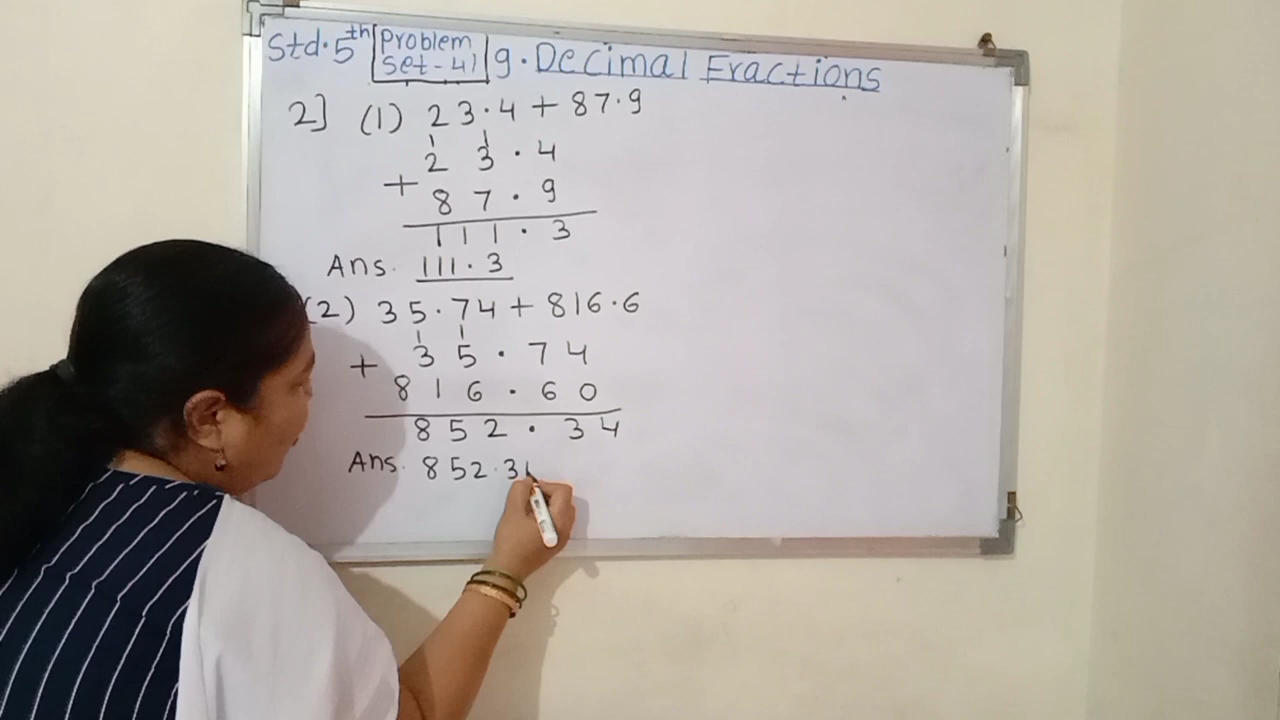 Std. 5th Problem Set - 41 9. Decimal Fractions
2] (1) 23.4 + 87.9
1 1
2 3 . 4
+
8 7 . 9
1 1 1 . 3
Ans. 111.3
(2) 35.74 + 816.6
1 1
+ 3 5 . 7 4
8 1 6 . 6 0
8 5 2 . 3 4
Ans. 852.3